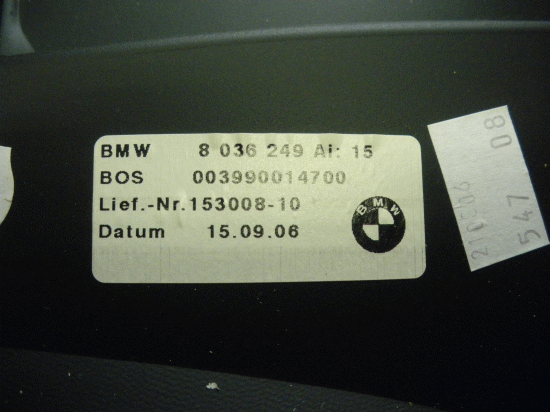 BMW 8 036 249 Ai: 15
BOS 003990014700
Lief.-Nr.153008-10
Datum 15.09.06
BMW
547 08